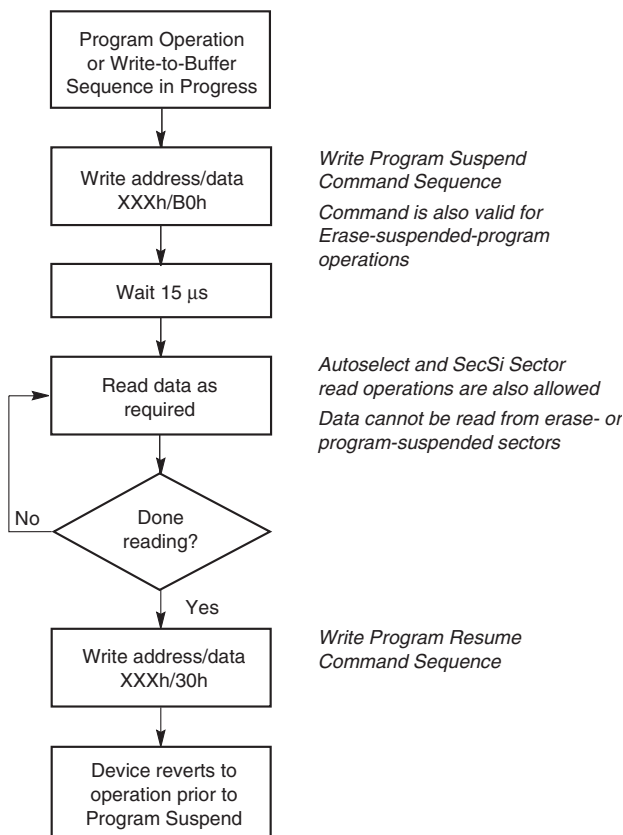 Program Operation
or Write-to-Buffer
Sequence in Progress
Write address/data
XXXh/B0h
Write Program Suspend
Command Sequence
Command is also valid for
Erase-suspended-program
operations
Wait 15 μs
Read data as
required
Autoselect and SecSi Sector
read operations are also allowed
Data cannot be read from erase- or
program-suspended sectors
No
Done
reading?
Yes
Write address/data
XXXh/30h
Write Program Resume
Command Sequence
Device reverts to
operation prior to
Program Suspend